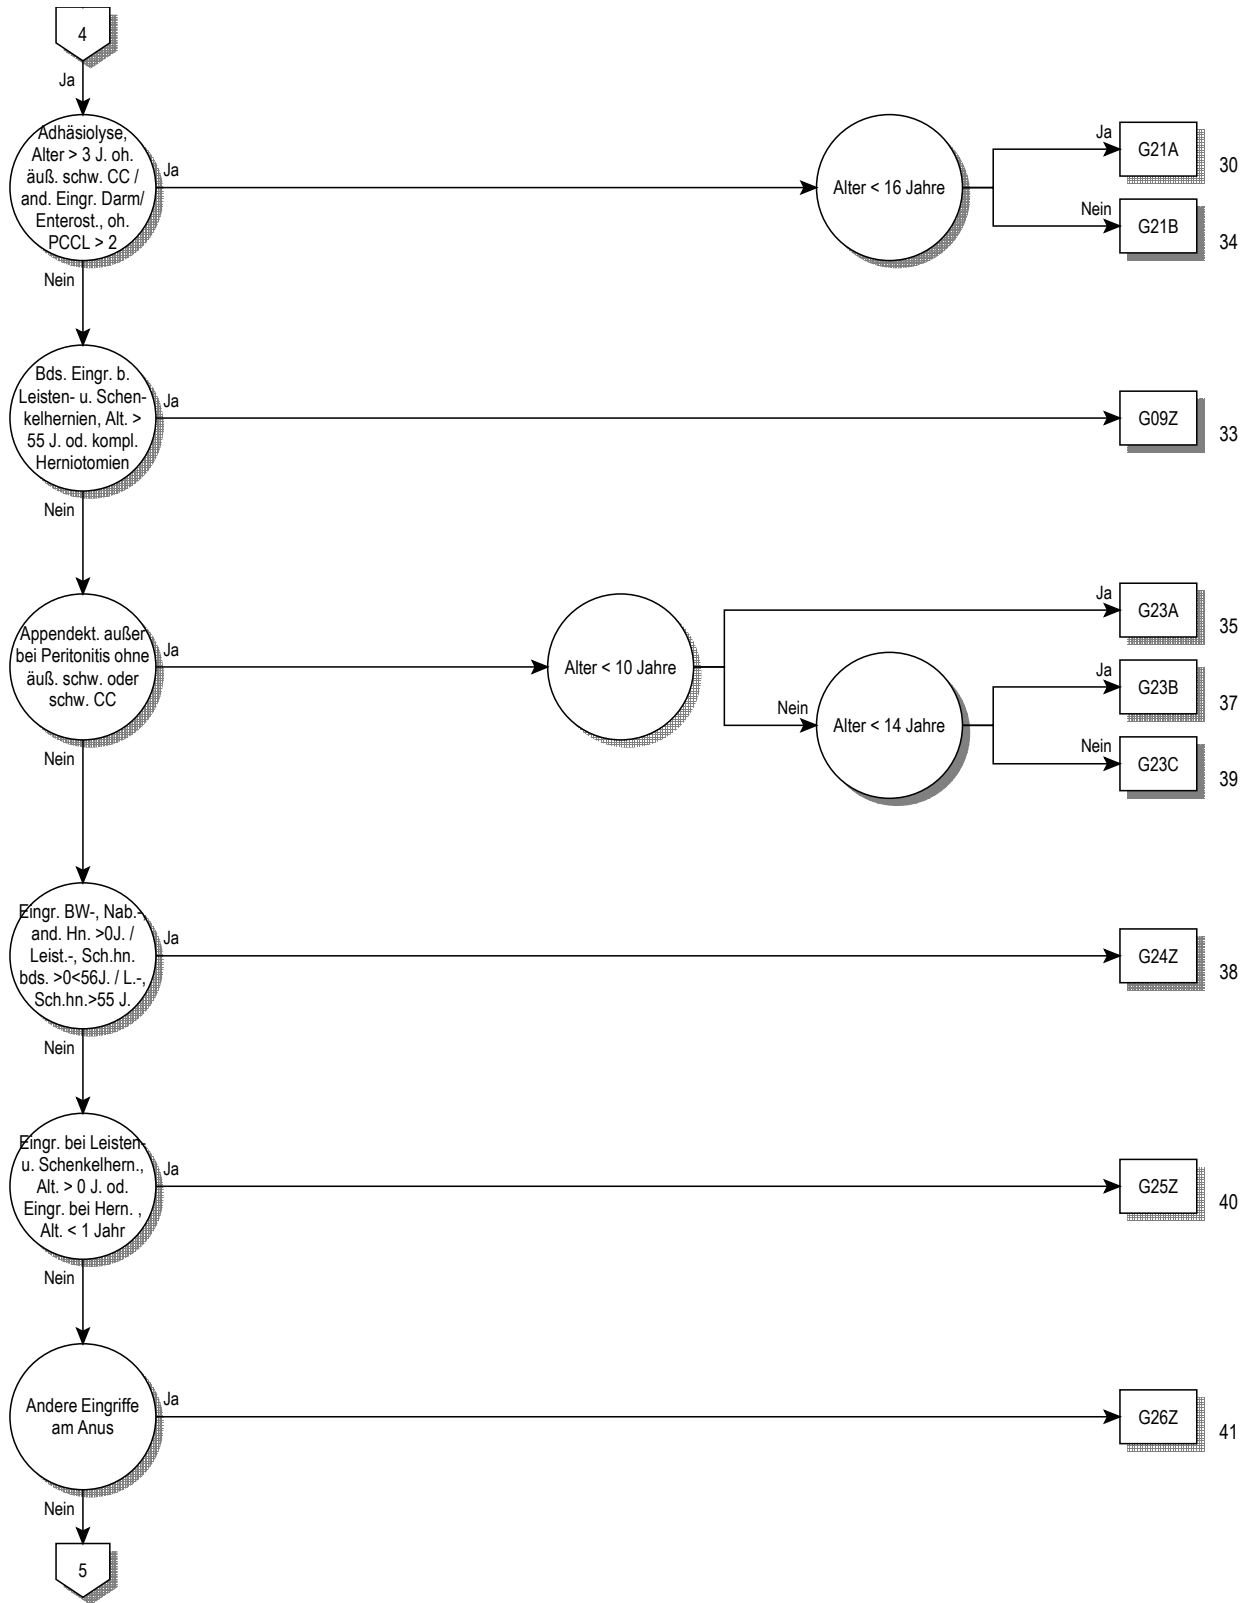 4
Ja
Adhäsiolyse,
Alter > 3 J. oh.
äuß. schw. CC /
and. Eingr. Darm/
Enterost., oh.
PCCL > 2
Ja
Alter < 16 Jahre
Ja
G21A
30
Nein
G21B
34
Nein
Bds. Eingr. b.
Leisten- u. Schen-
kelhernien, Alt. >
55 J. od. kompl.
Herniotomien
Ja
G09Z
33
Nein
Appendekt. außer
bei Peritonitis ohne
äuß. schw. oder
schw. CC
Ja
Alter < 10 Jahre
Ja
G23A
35
Nein
Alter < 14 Jahre
Ja
G23B
37
Nein
G23C
39
Nein
Eingr. BW-, Nab.-,
and. Hn. >0J. /
Leist.-, Sch.hn.
bds. >0<56J. / L.-,
Sch.hn.>55 J.
Ja
G24Z
38
Nein
Eingr. bei Leisten-
u. Schenkelhern.,
Alt. > 0 J. od.
Eingr. bei Hern. ,
Alt. < 1 Jahr
Ja
G25Z
40
Nein
Andere Eingriffe
am Anus
Ja
G26Z
41
Nein
5